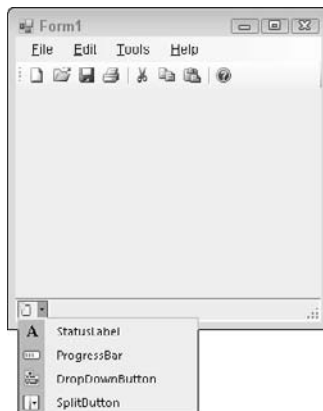 Form1
File Edit Tools Help
A StatusLabel
ProgressBar
DropDownButton
SplitButton